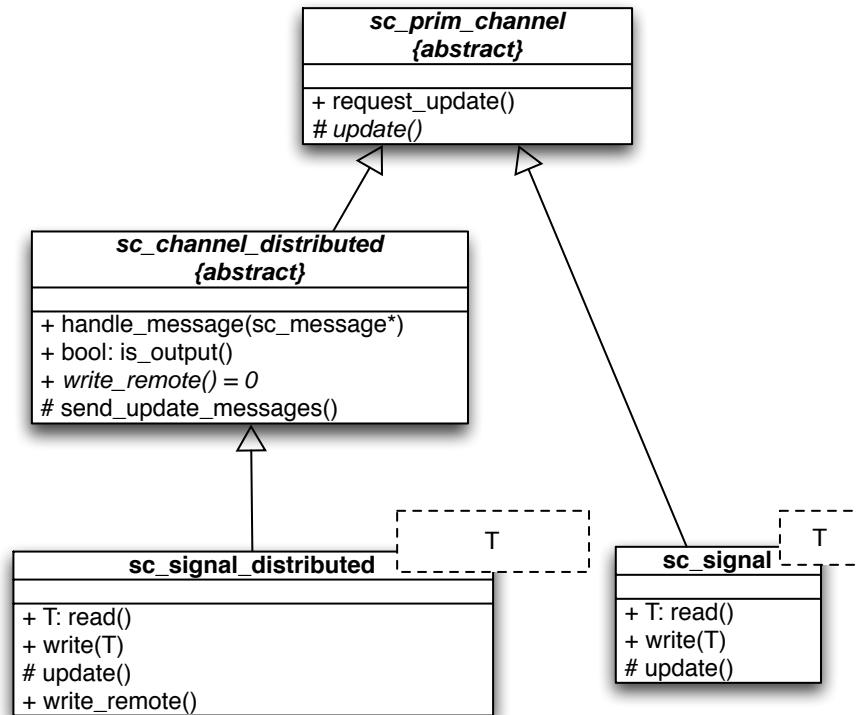 sc_prim_channel
{abstract}
+ request_update()
# update()
sc_channel_distributed
{abstract}
+ handle_message(sc_message*)
+ bool: is_output()
+ write_remote() = 0
# send_update_messages()
T
sc_signal_distributed
+ T: read()
+ write(T)
# update()
+ write_remote()
T
sc_signal
+ T: read()
+ write(T)
# update()